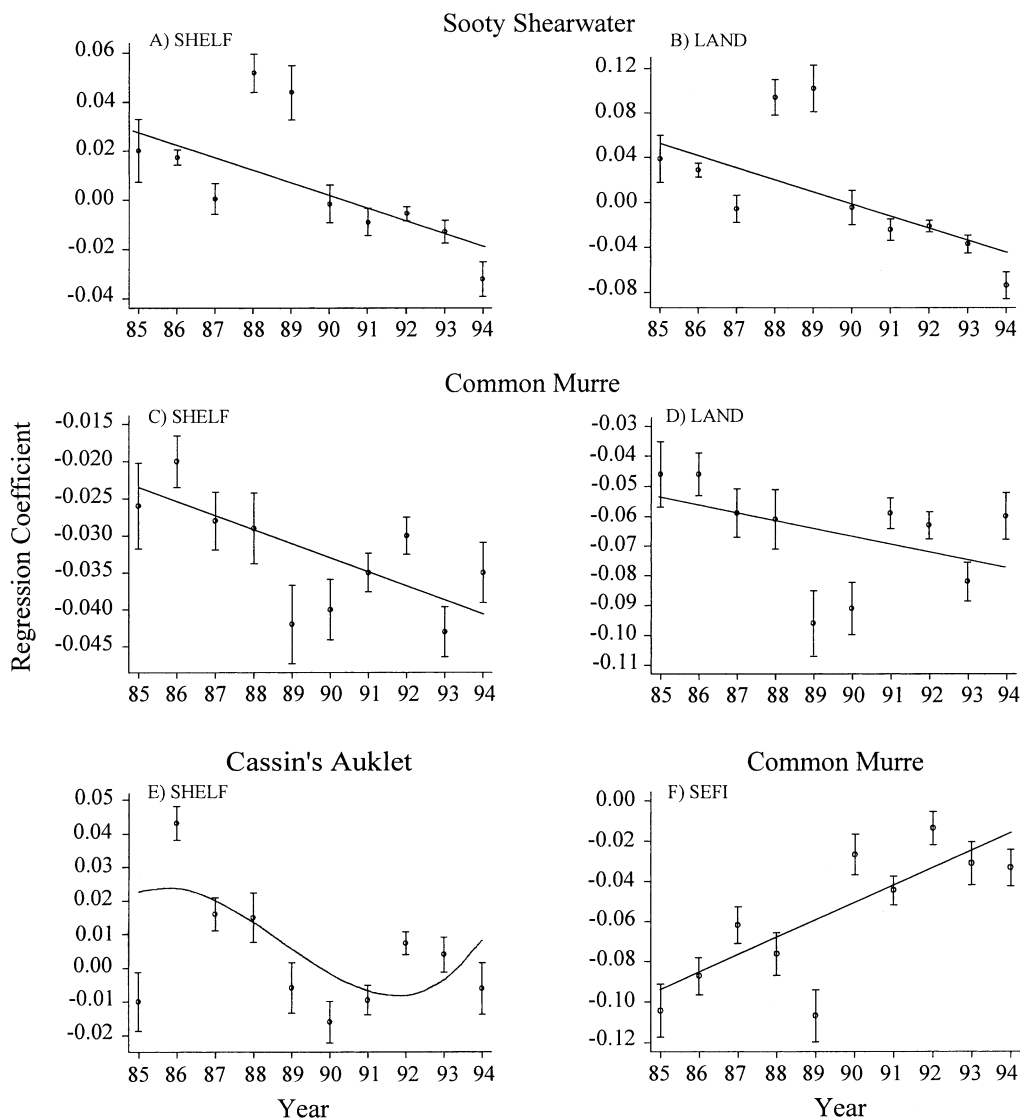 Sooty Shearwater
A) SHELF
0.06
0.04
0.02
0.00
-0.02
-0.04
85 86 87 88 89 90 91 92 93 94
B) LAND
0.12
0.08
0.04
0.00
-0.04
-0.08
85 86 87 88 89 90 91 92 93 94
Common Murre
Regression Coefficient
C) SHELF
-0.015
-0.020
-0.025
-0.030
-0.035
-0.040
-0.045
85 86 87 88 89 90 91 92 93 94
D) LAND
-0.03
-0.04
-0.05
-0.06
-0.07
-0.08
-0.09
-0.10
-0.11
85 86 87 88 89 90 91 92 93 94
Cassin's Auklet
E) SHELF
0.05
0.04
0.03
0.02
0.01
0.00
-0.01
-0.02
85 86 87 88 89 90 91 92 93 94
Year
Common Murre
F) SEFI
0.00
-0.02
-0.04
-0.06
-0.08
-0.10
-0.12
85 86 87 88 89 90 91 92 93 94
Year